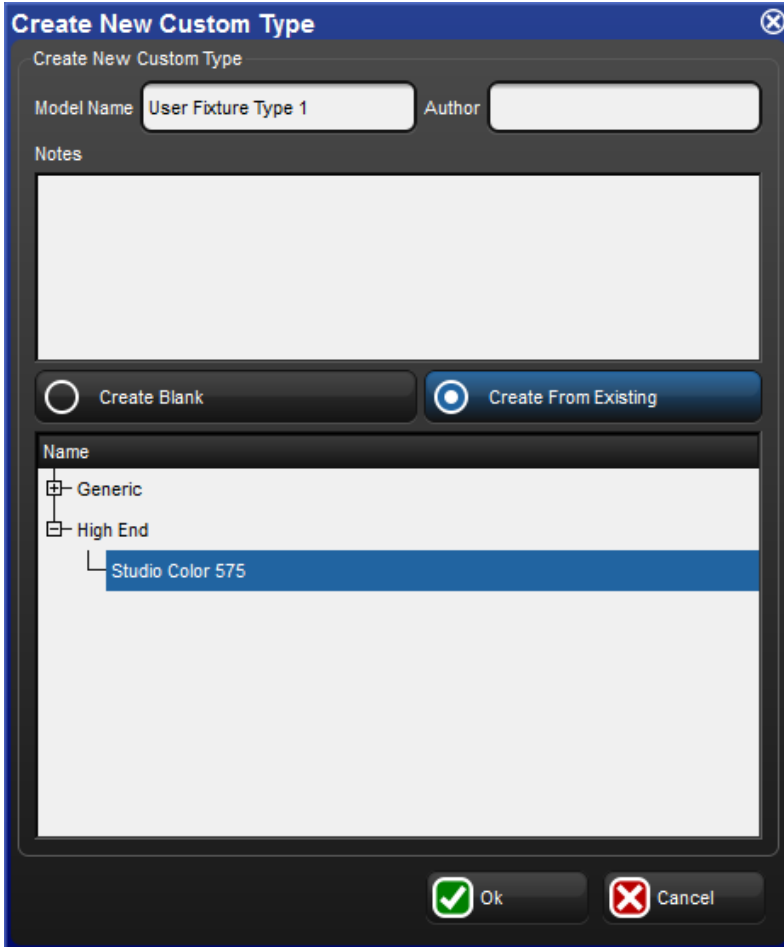 Create New Custom Type
Create New Custom Type
Model Name User Fixture Type 1 Author
Notes
Create Blank Create From Existing
Name
Generic
High End
Studio Color 575
Ok Cancel